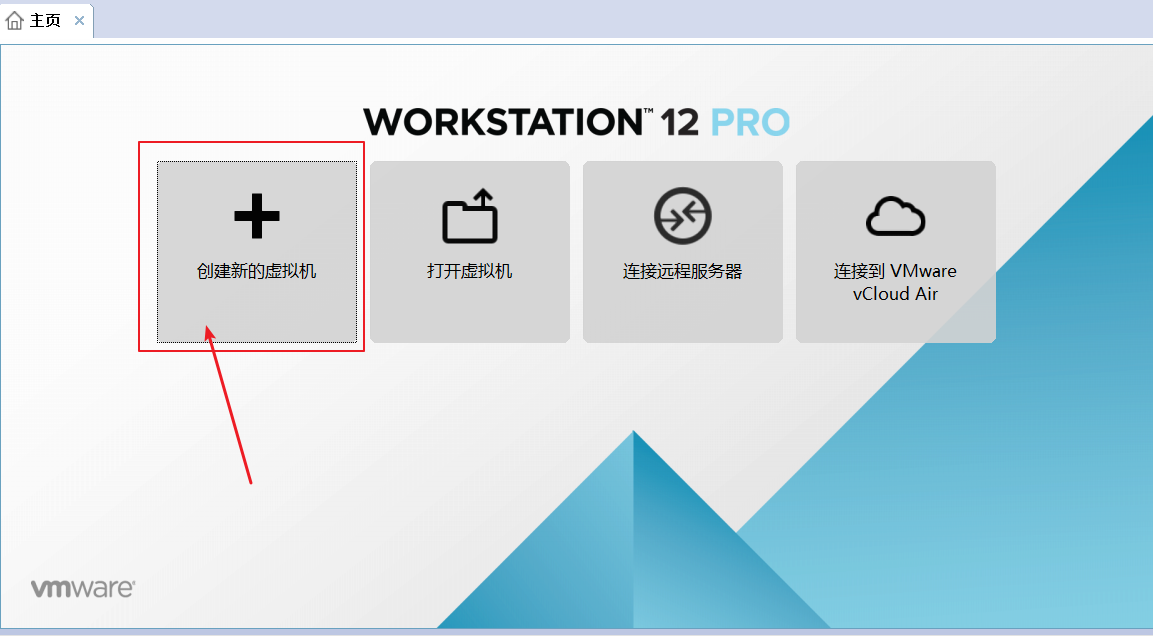 主页
WORKSTATION™ 12 PRO
创建新的虚拟机
打开虚拟机
连接远程服务器
连接到 VMware
vCloud Air
vmware®